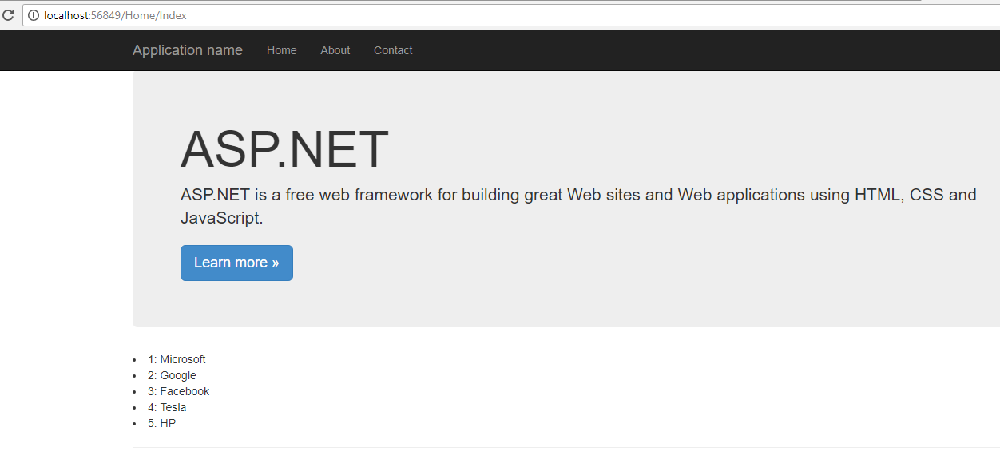 localhost:56849/Home/Index
Application name Home About Contact
ASP.NET
ASP.NET is a free web framework for building great Web sites and Web applications using HTML, CSS and
JavaScript.
Learn more »
• 1: Microsoft
• 2: Google
• 3: Facebook
• 4: Tesla
• 5: HP